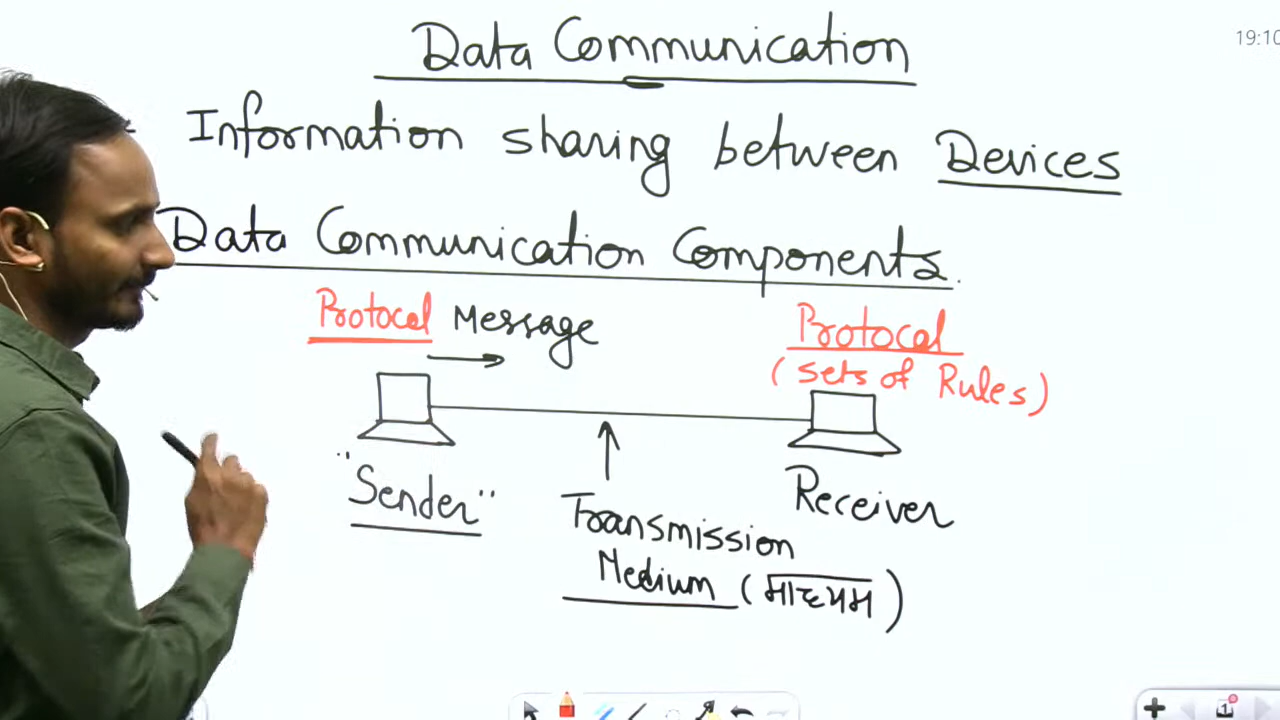 Data Communication
19:10
Information sharing between Devices
Data Communication Components.
Protocol Message
Protocol
(sets of Rules)
"Sender"
Receiver
Transmission
Medium (माध्यम)
1